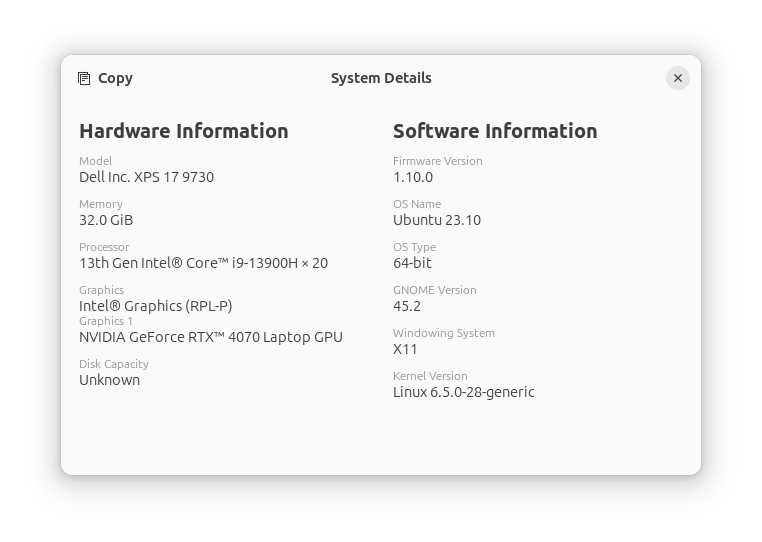 Copy
System Details
Hardware Information
Model
Dell Inc. XPS 17 9730
Memory
32.0 GiB
Processor
13th Gen Intel® Core™ i9-13900H × 20
Graphics
Intel® Graphics (RPL-P)
Graphics 1
NVIDIA GeForce RTX™ 4070 Laptop GPU
Disk Capacity
Unknown
Software Information
Firmware Version
1.10.0
OS Name
Ubuntu 23.10
OS Type
64-bit
GNOME Version
45.2
Windowing System
X11
Kernel Version
Linux 6.5.0-28-generic